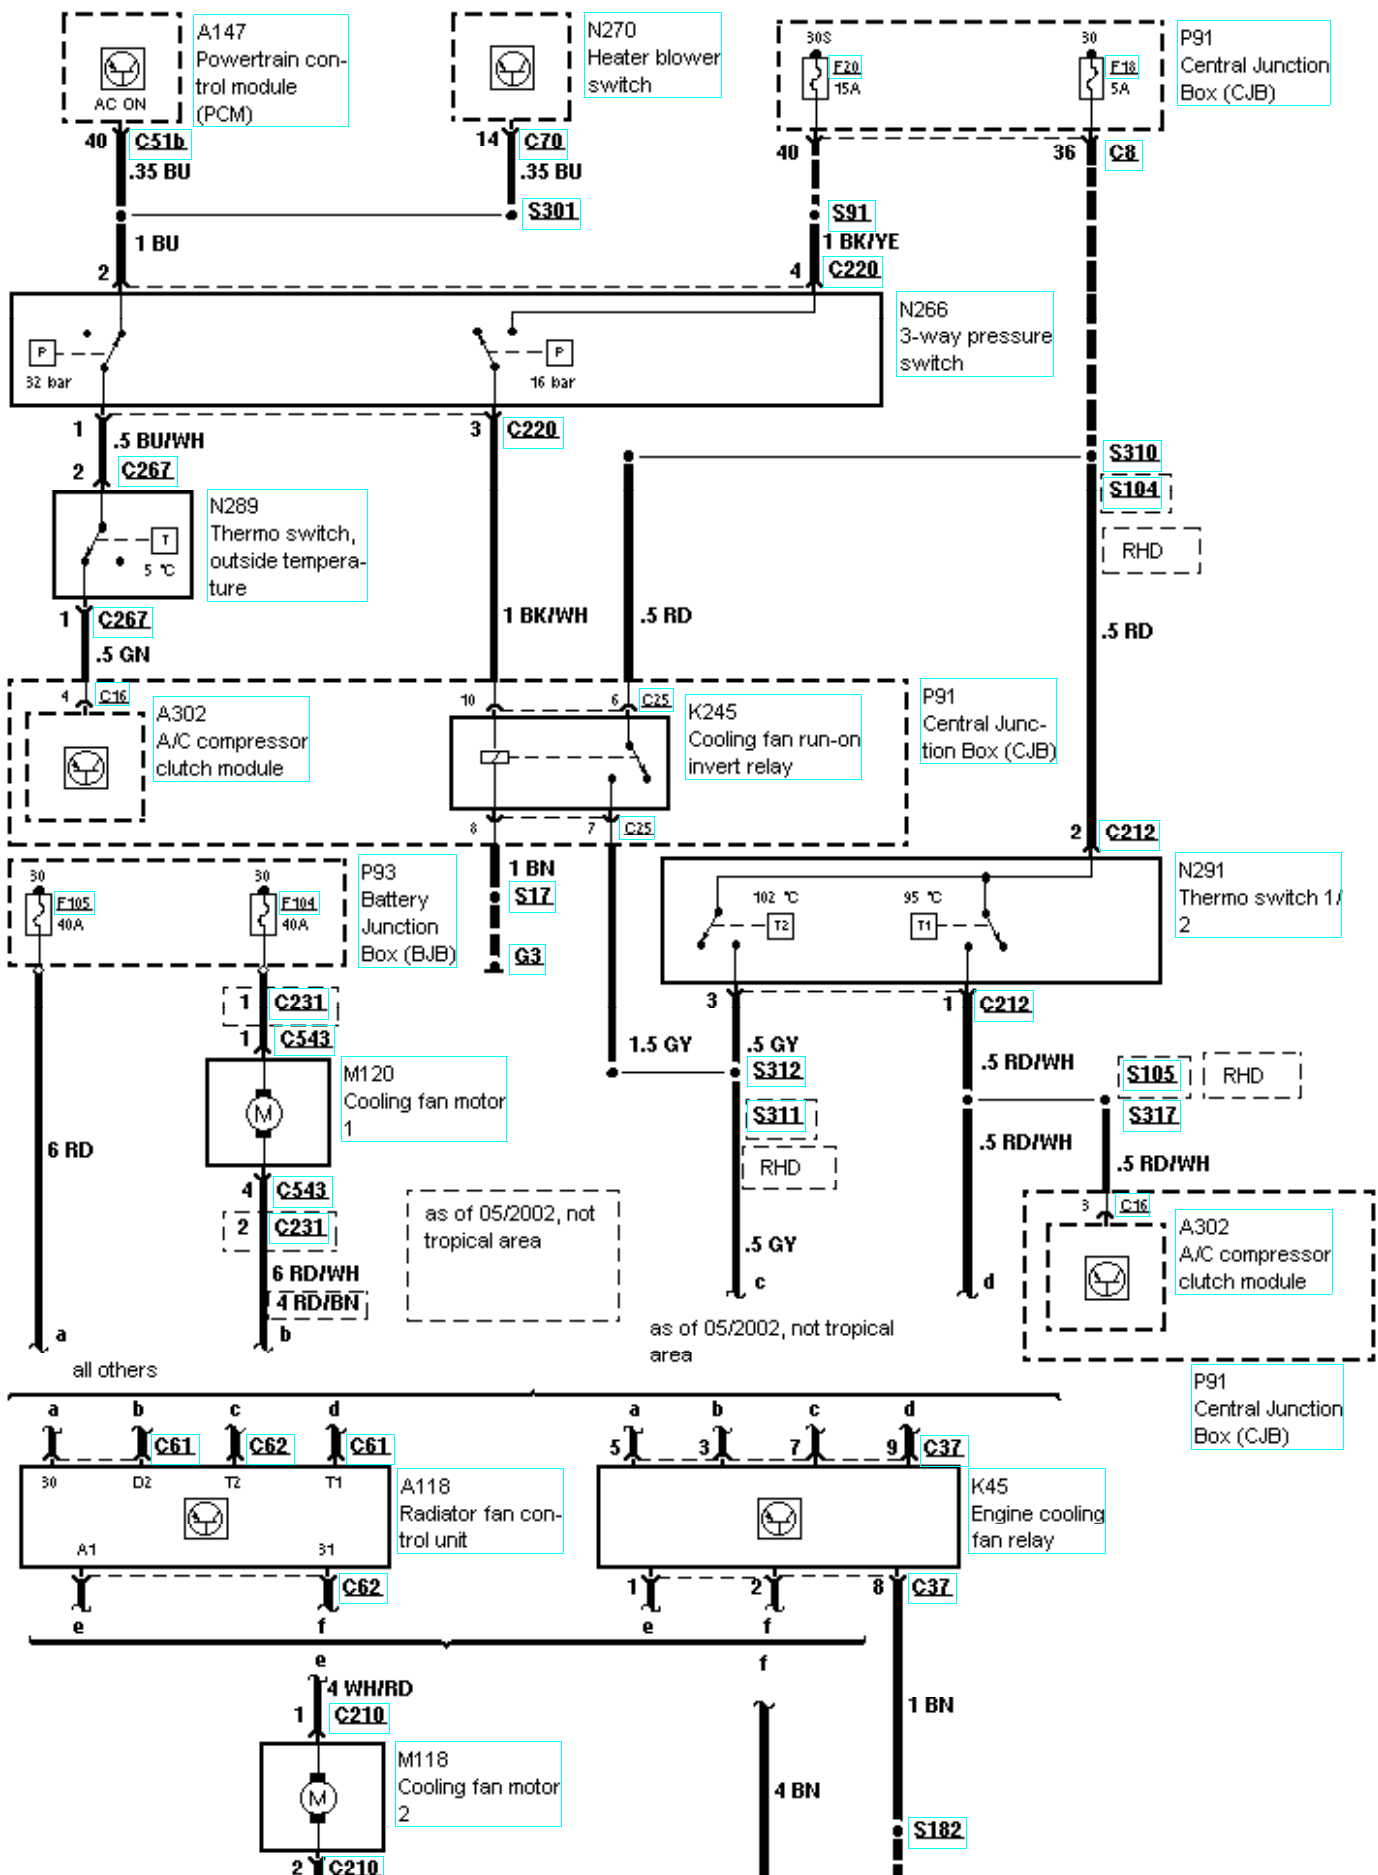 A147
Powertrain con-
trol module
(PCM)
AC ON
N270
Heater blower
switch
30S
F20
15A
30
F18
5A
P91
Central Junction
Box (CJB)
40
C51b
.35 BU
14
C70
.35 BU
40
36
C8
S301
S91
1 BU
1 BK/YE
2
4
C220
N266
3-way pressure
switch
P
32 bar
P
16 bar
1
.5 BU/WH
3
C220
2
C267
S310
S104
RHD
N289
Thermo switch,
outside tempera-
ture
T
5 °C
1
C267
.5 GN
1 BK/WH
.5 RD
.5 RD
4
C16
A302
A/C compressor
clutch module
10
6
C25
K245
Cooling fan run-on
invert relay
P91
Central Junc-
tion Box (CJB)
8
7
C25
2
C212
30
F105
40A
30
F104
40A
P93
Battery
Junction
Box (BJB)
1 BN
S17
G3
102 °C
T2
95 °C
T1
N291
Thermo switch 1/
2
1
C231
1
C543
3
1
C212
M120
Cooling fan motor
1
M
1.5 GY
.5 GY
S312
S311
RHD
.5 RD/WH
S105
RHD
S317
6 RD
.5 RD/WH
.5 RD/WH
4
C543
2
C231
6 RD/WH
4 RD/BN
as of 05/2002, not
tropical area
.5 GY
3
C16
A302
A/C compressor
clutch module
a
b
c
d
as of 05/2002, not tropical
area
all others
P91
Central Junction
Box (CJB)
a
b
c
d
C61
C62
C61
a
b
c
d
5
3
7
9
C37
30
D2
T2
T1
A118
Radiator fan con-
trol unit
K45
Engine cooling
fan relay
A1
31
C62
1
2
8
C37
e
f
e
f
e
f
4 WH/RD
1
C210
1 BN
M118
Cooling fan motor
2
M
4 BN
S182
2
C210